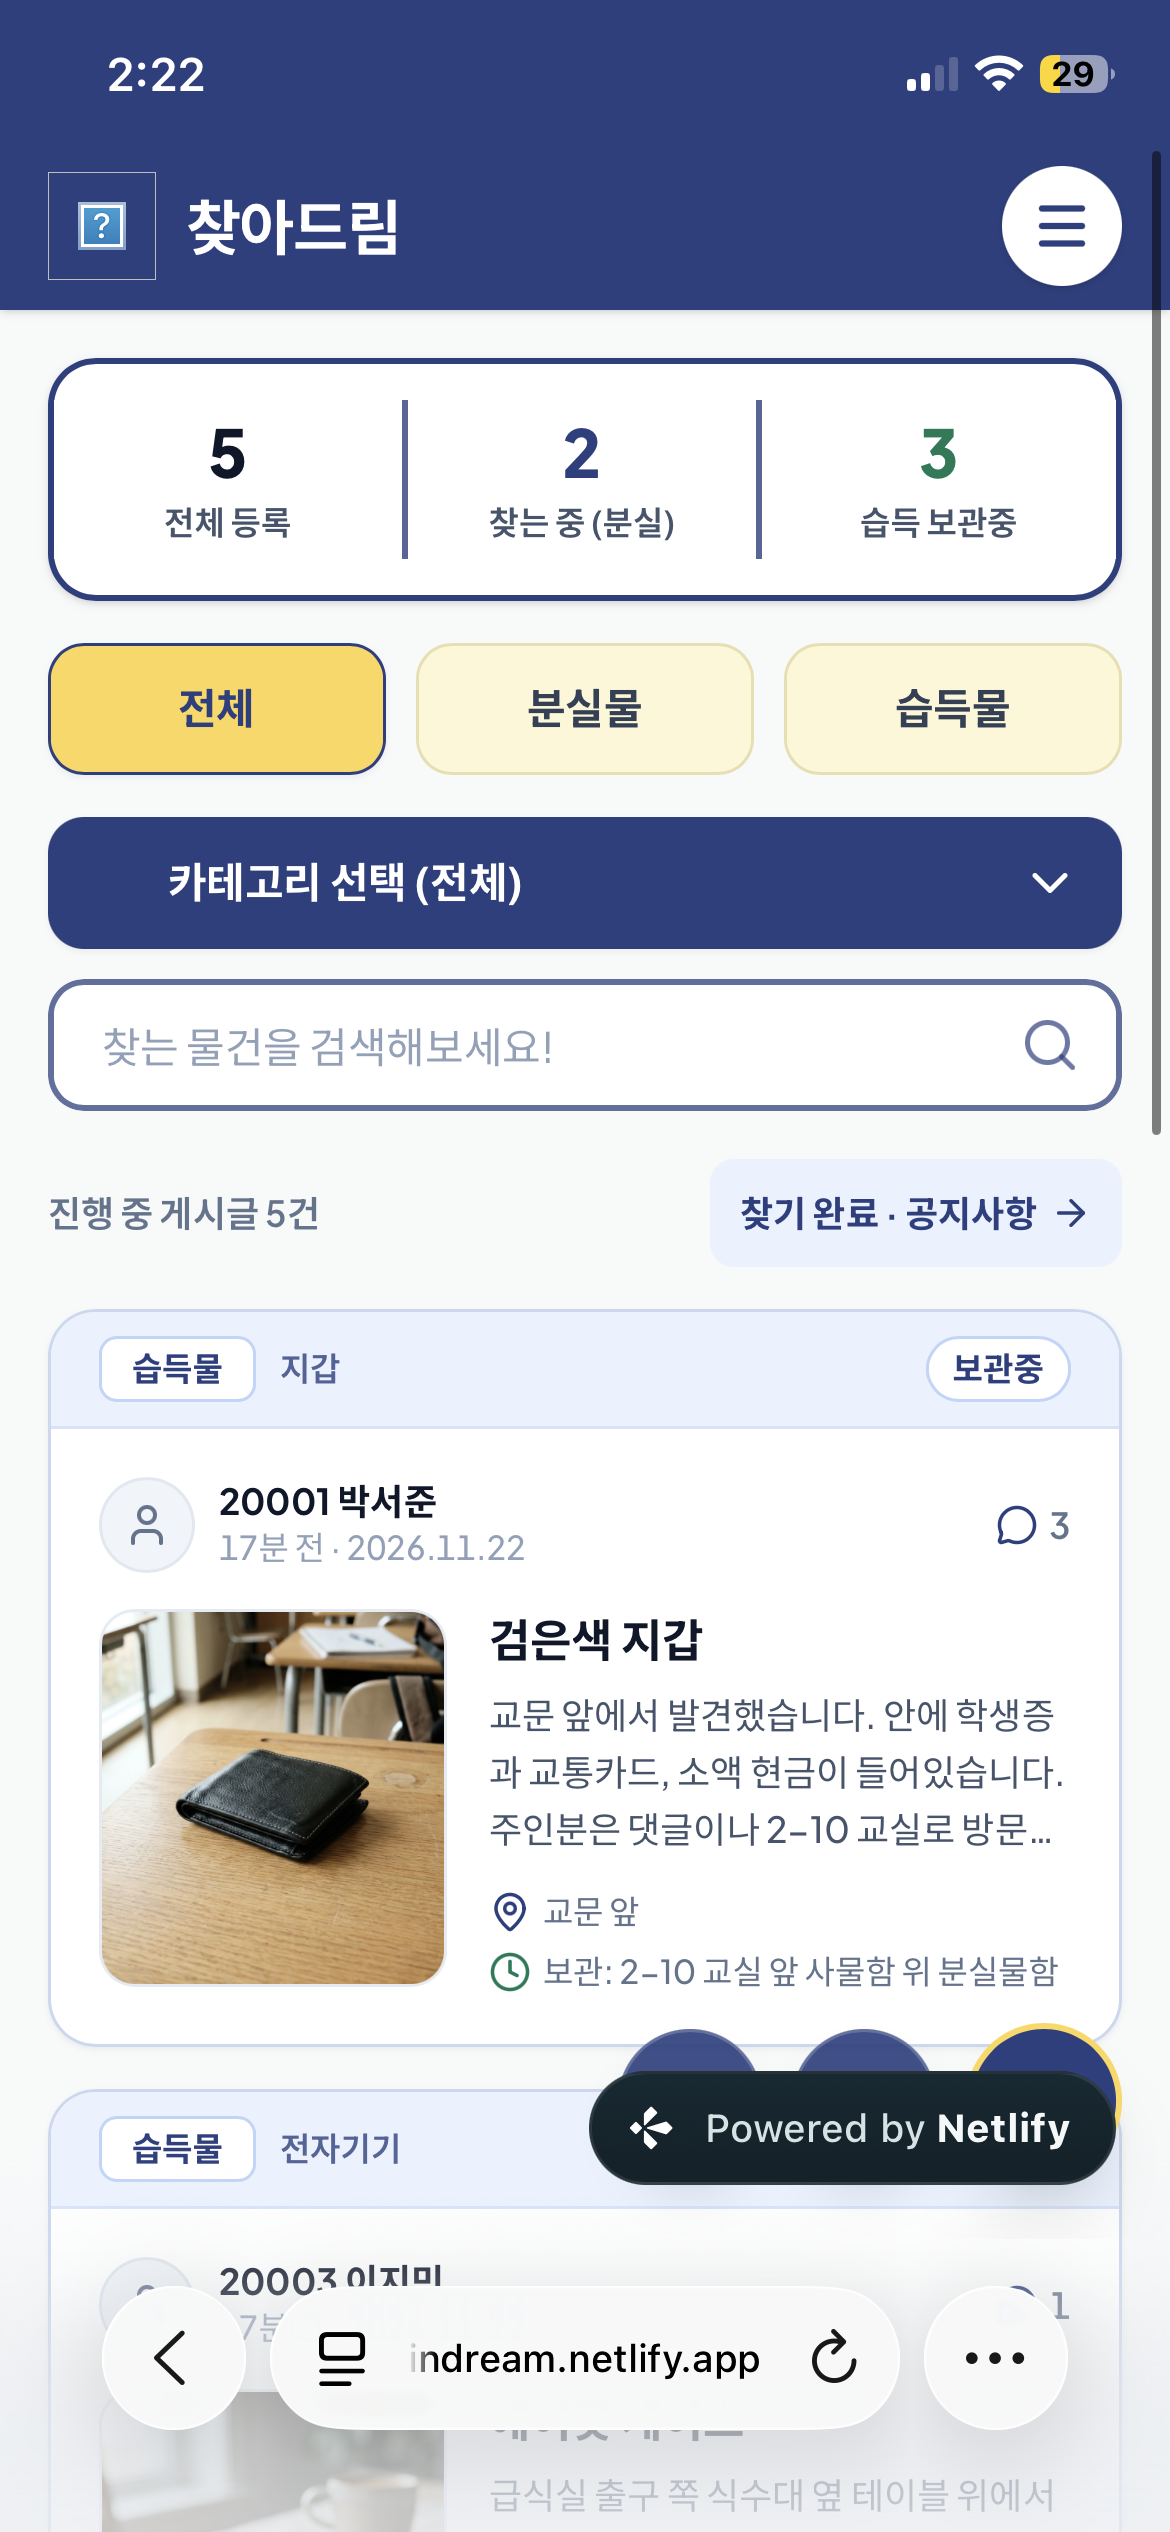 2:22
29
?
찾아드림
5
전체 등록
2
찾는 중 (분실)
3
습득 보관중
전체
분실물
습득물
카테고리 선택 (전체)
찾는 물건을 검색해보세요!
진행 중 게시글 5건
찾기 완료 · 공지사항 →
습득물 지갑
보관중
20001 박서준
17분 전 · 2026.11.22
3
검은색 지갑
교문 앞에서 발견했습니다. 안에 학생증
과 교통카드, 소액 현금이 들어있습니다.
주인분은 댓글이나 2-10 교실로 방문...
교문 앞
보관: 2-10 교실 앞 사물함 위 분실물함
습득물 전자기기
Powered by Netlify
20003 이지민
1
indream.netlify.app
급식실 출구 쪽 식수대 옆 테이블 위에서